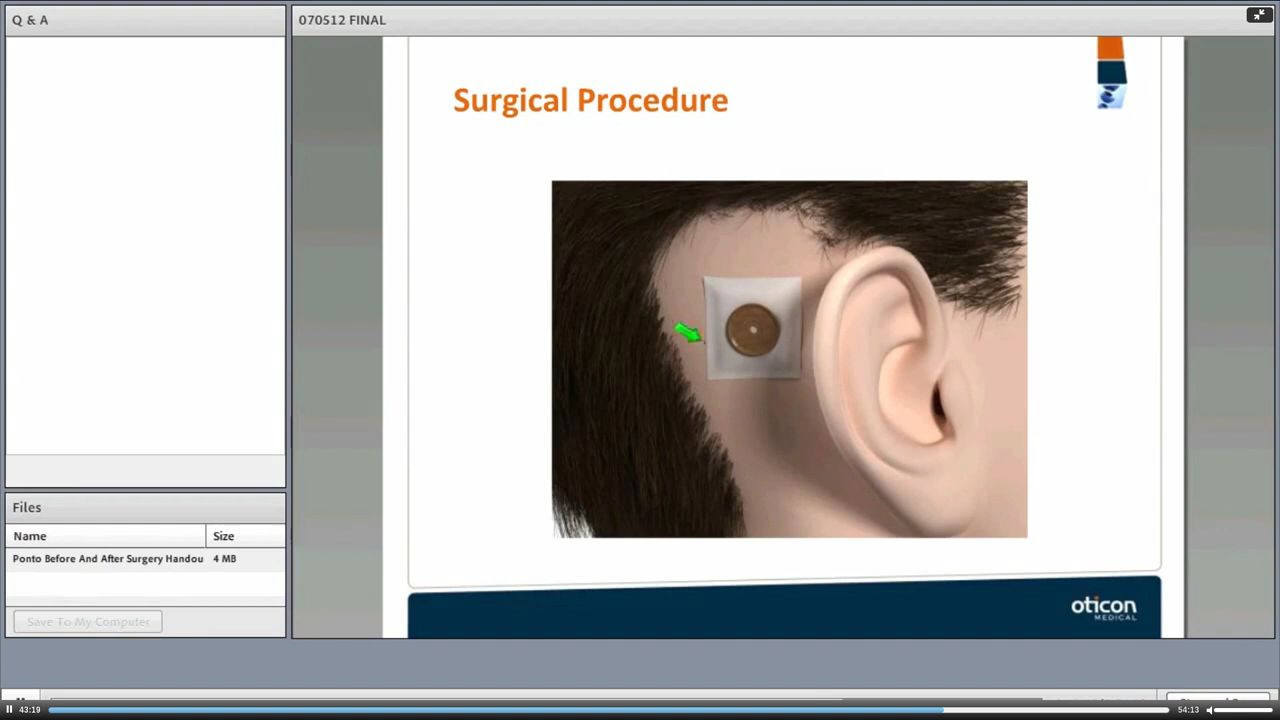 Q & A
070512 FINAL
Surgical Procedure
Files
Name Size
Ponto Before And After Surgery Handou 4 MB
Save To My Computer
oticon
MEDICAL
43:19
54:13